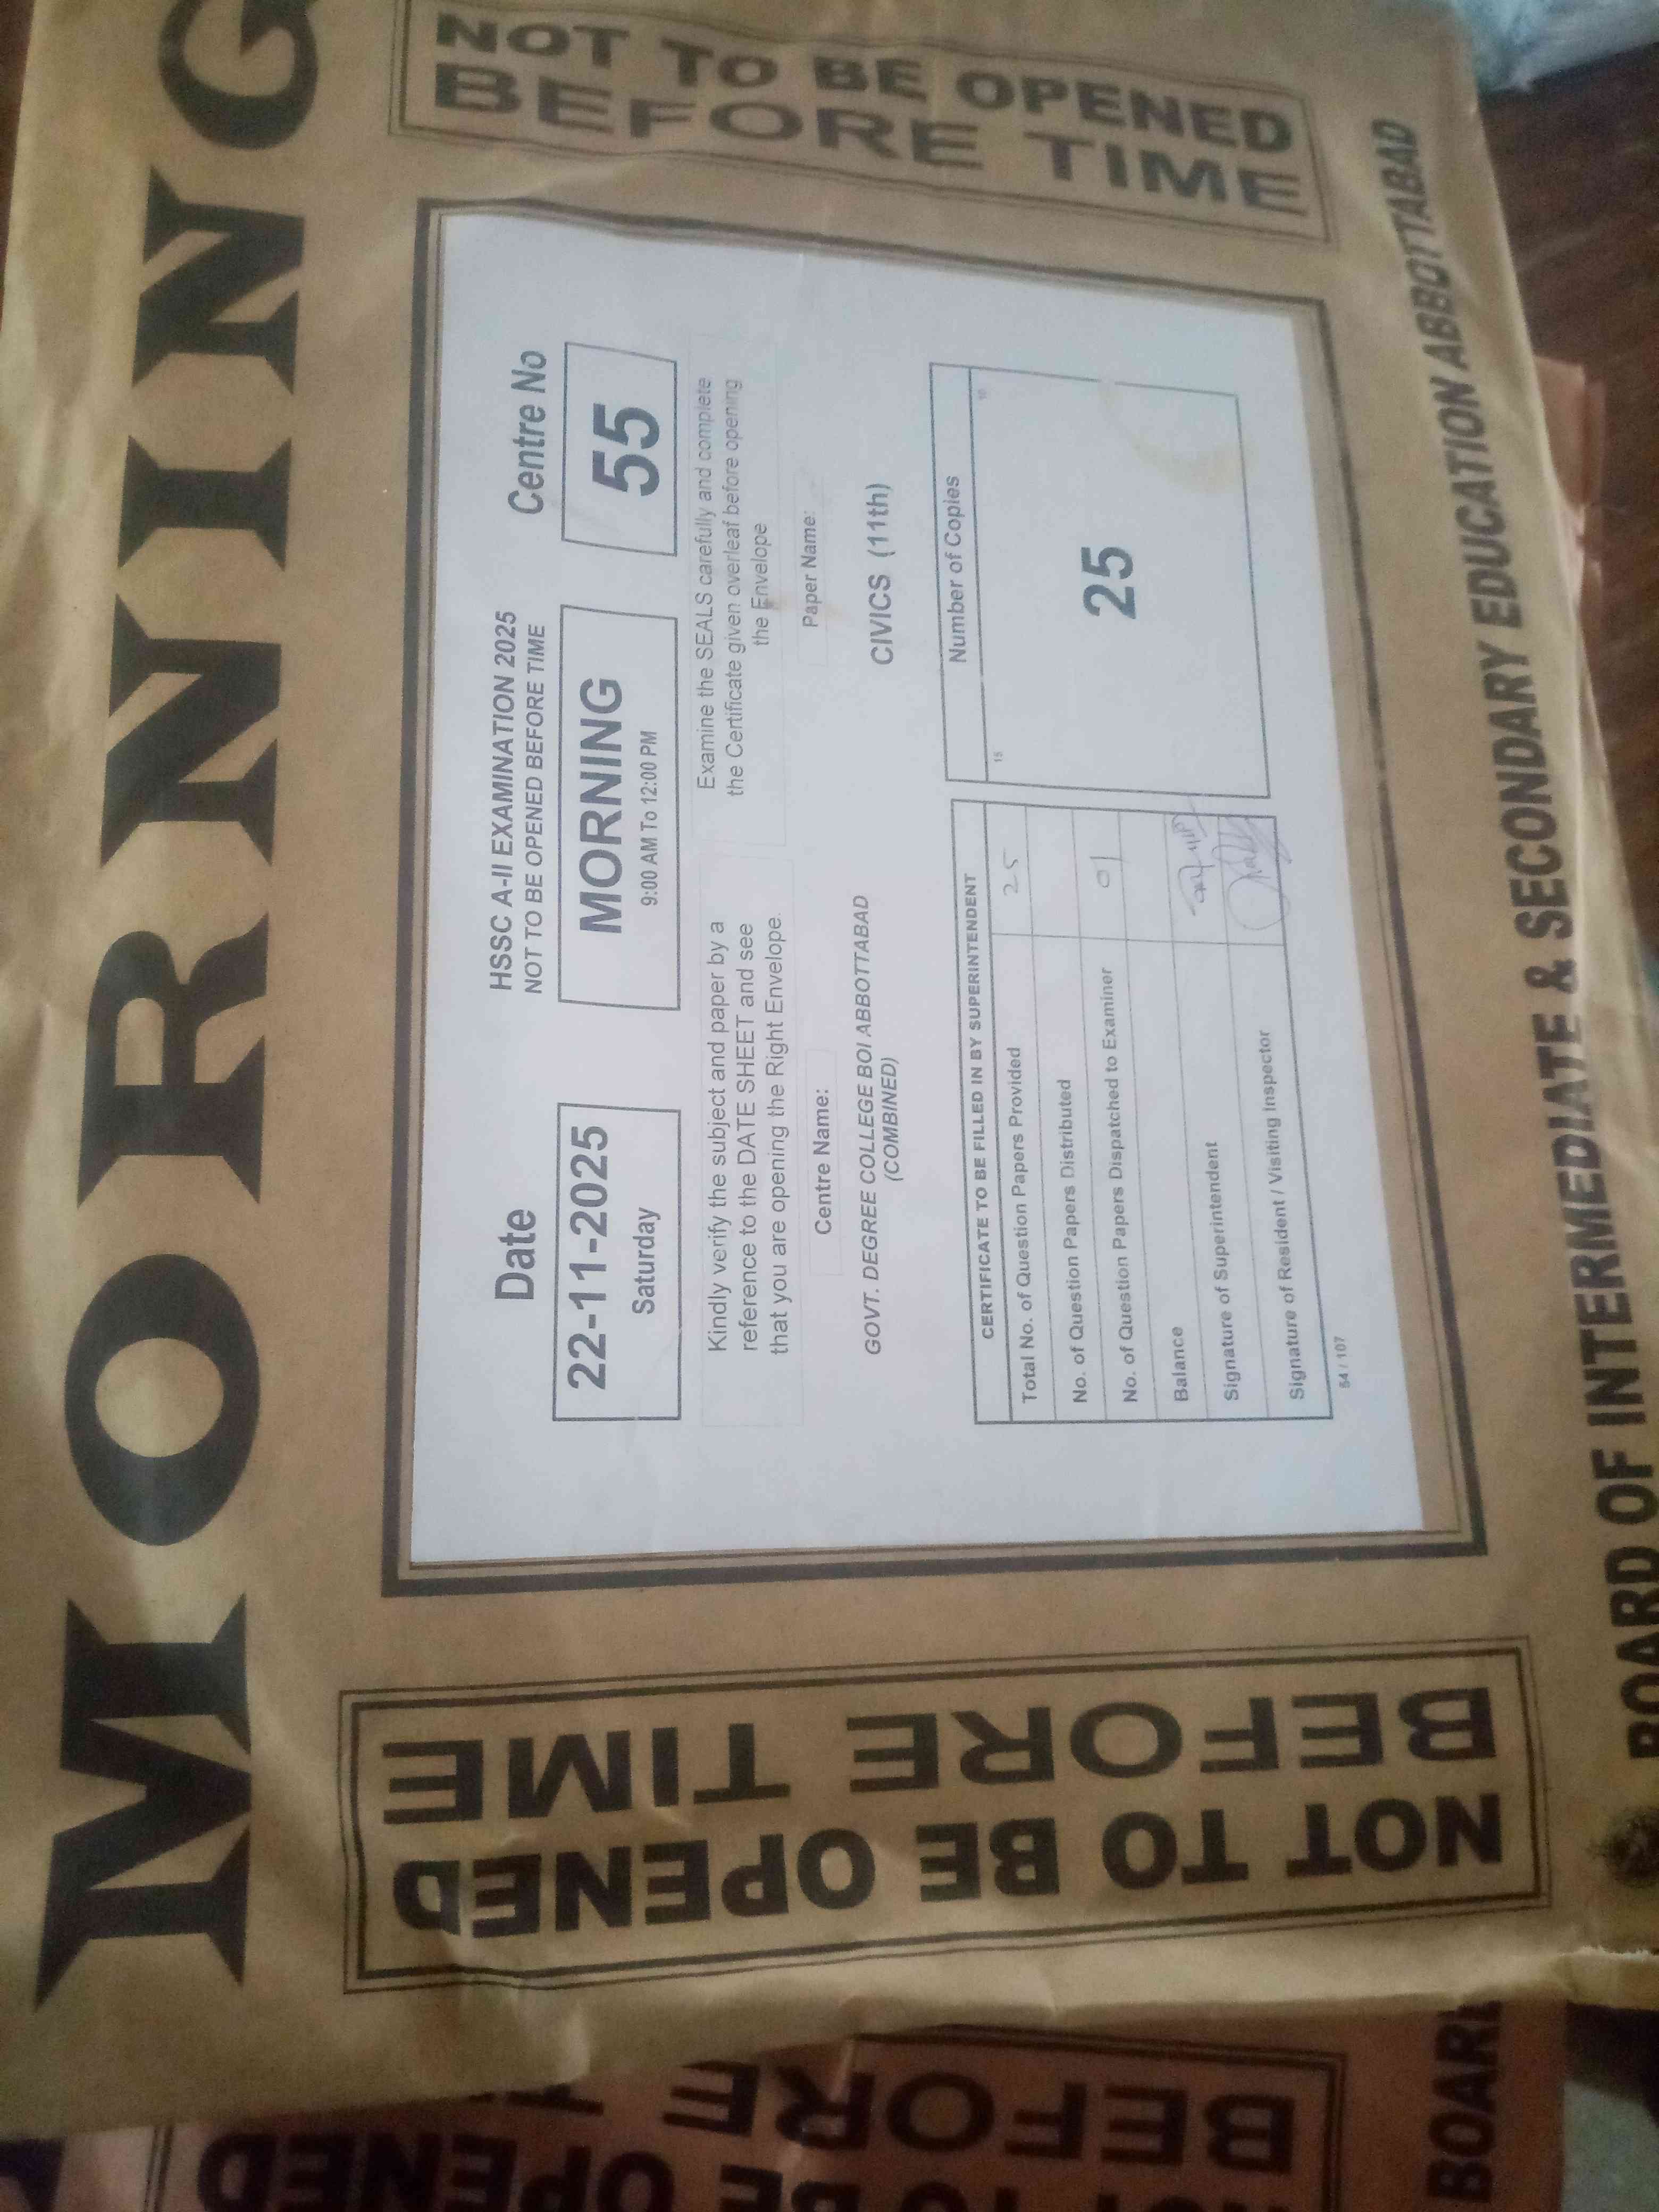 MORNING
NOT TO BE OPENED
BEFORE TIME
Date
22-11-2025
Saturday
HSSC A-II EXAMINATION 2025
NOT TO BE OPENED BEFORE TIME
MORNING
9:00 AM To 12:00 PM
Centre No
55
Kindly verify the subject and paper by a
reference to the DATE SHEET and see
that you are opening the Right Envelope.
Examine the SEALS carefully and complete
the Certificate given overleaf before opening
the Envelope
Centre Name:
GOVT. DEGREE COLLEGE BOI ABBOTTABAD
(COMBINED)
Paper Name:
CIVICS (11th)
CERTIFICATE TO BE FILLED IN BY SUPERINTENDENT
Total No. of Question Papers Provided 25
No. of Question Papers Distributed
No. of Question Papers Dispatched to Examiner 01
Balance
Signature of Superintendent
Signature of Resident / Visiting Inspector
Number of Copies
15
10
25
54 / 107
NOT TO BE OPENED
BEFORE TIME
BOARD OF INTERMEDIATE & SECONDARY EDUCATION ABBOTTABAD
BE OPENED
BEFORE
BOARD